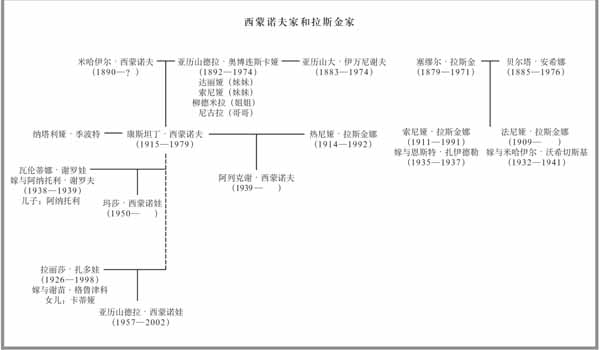 西蒙诺夫家和拉斯金家
米哈伊尔·西蒙诺夫
(1890—?)
亚历山德拉·奥博连斯卡娅
(1892—1974)
达丽娅(妹妹)
索尼娅(妹妹)
柳德米拉(姐姐)
尼古拉(哥哥)
亚历山大·伊万尼谢夫
(1883—1974)
塞缪尔·拉斯金
(1879—1971)
贝尔塔·安希娜
(1885—1976)
纳塔利娅·季波特
康斯坦丁·西蒙诺夫
(1915—1979)
热尼娅·拉斯金娜
(1914—1992)
索尼娅·拉斯金娜
(1911—1991)
嫁与恩斯特·扎伊德勒
(1935—1937)
法尼娅·拉斯金娜
(1909— )
嫁与米哈伊尔·沃希切斯基
(1932—1941)
瓦伦蒂娜·谢罗娃
嫁与阿纳托利·谢罗夫
(1938—1939)
儿子:阿纳托利
玛莎·西蒙诺娃
(1950— )
阿列克谢·西蒙诺夫
(1939— )
拉丽莎·扎多娃
(1926—1998)
嫁与谢苗·格鲁津科
女儿:卡蒂娅
亚历山德拉·西蒙诺娃
(1957—2002)